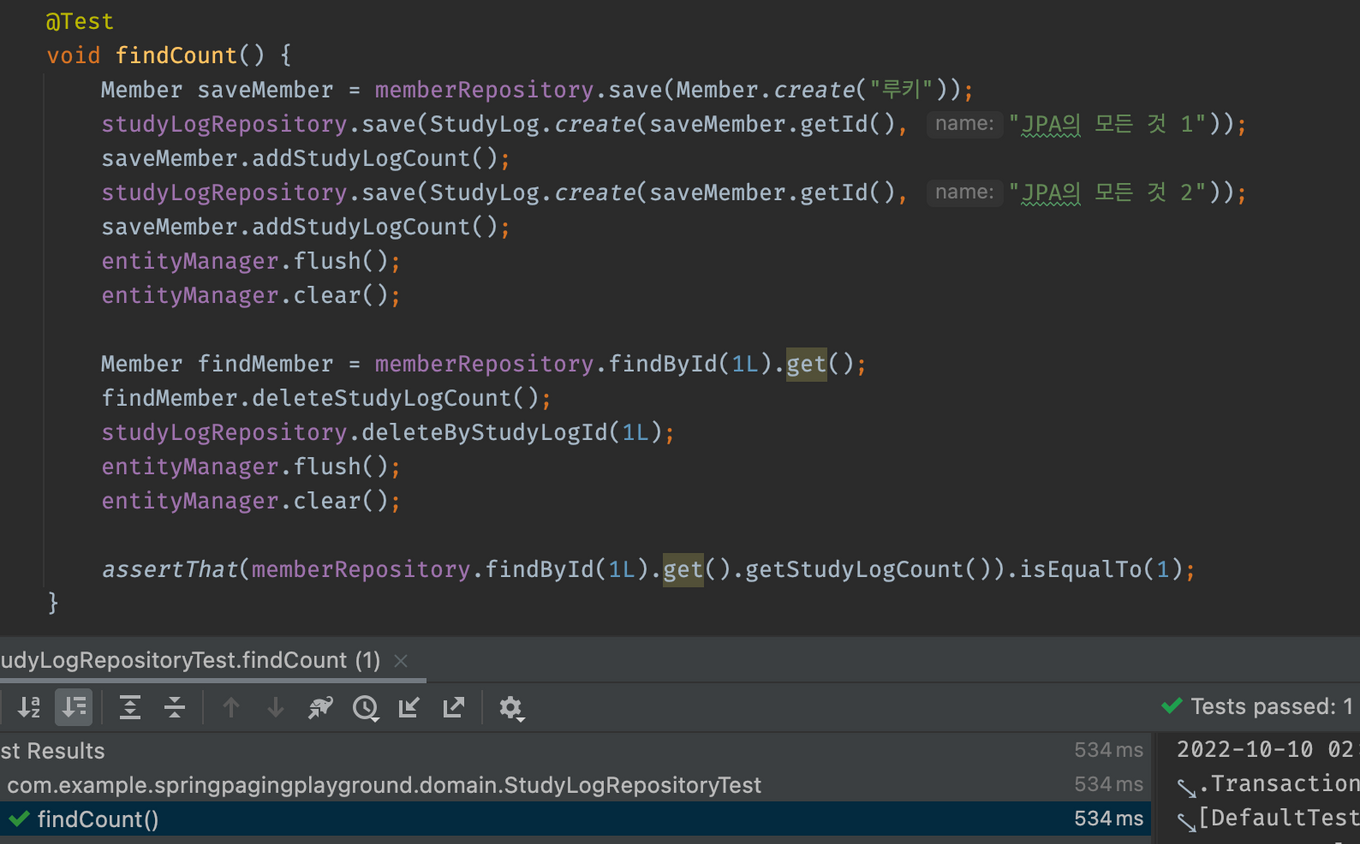 @Test
void findCount() {
Member saveMember = memberRepository.save(Member.create("루키"));
studyLogRepository.save(StudyLog.create(saveMember.getId(), name: "JPA의 모든 것 1"));
saveMember.addStudyLogCount();
studyLogRepository.save(StudyLog.create(saveMember.getId(), name: "JPA의 모든 것 2"));
saveMember.addStudyLogCount();
entityManager.flush();
entityManager.clear();
Member findMember = memberRepository.findById(1L).get();
findMember.deleteStudyLogCount();
studyLogRepository.deleteByStudyLogId(1L);
entityManager.flush();
entityManager.clear();
assertThat(memberRepository.findById(1L).get().getStudyLogCount()).isEqualTo(1);
}
udyLogRepositoryTest.findCount (1)
Tests passed: 1
st Results 534 ms
com.example.springpagingplayground.domain.StudyLogRepositoryTest 534 ms
findCount() 534 ms
2022-10-10 02:
.Transaction
[DefaultTest